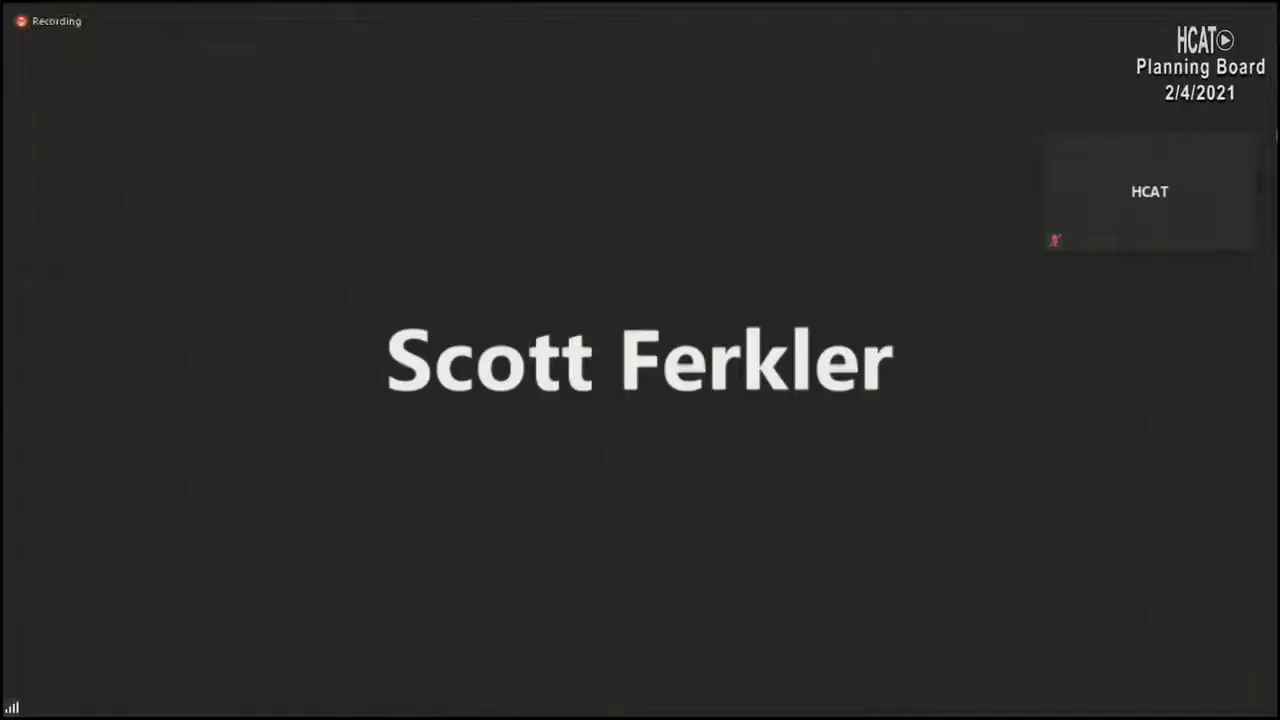 Recording
HCAT
Planning Board
2/4/2021
HCAT
Scott Ferkler